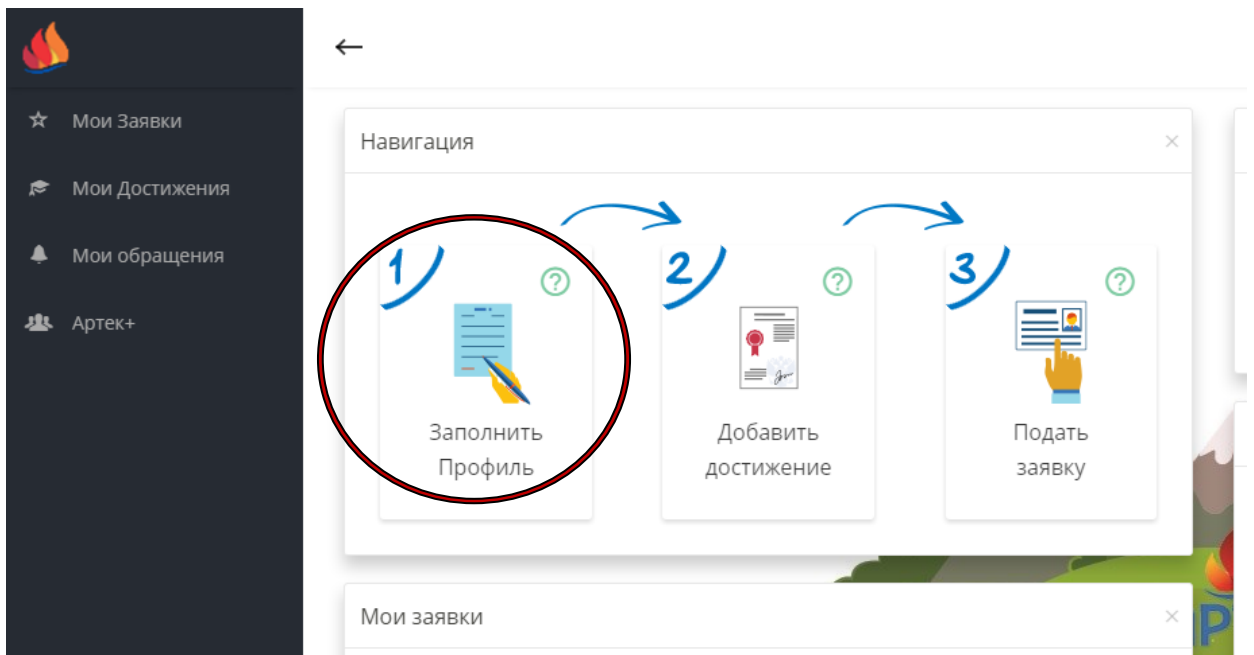 Мои Заявки
Мои Достижения
Мои обращения
Артек+
Навигация
1
Заполнить
Профиль
2
Добавить
достижение
3
Подать
заявку
Мои заявки